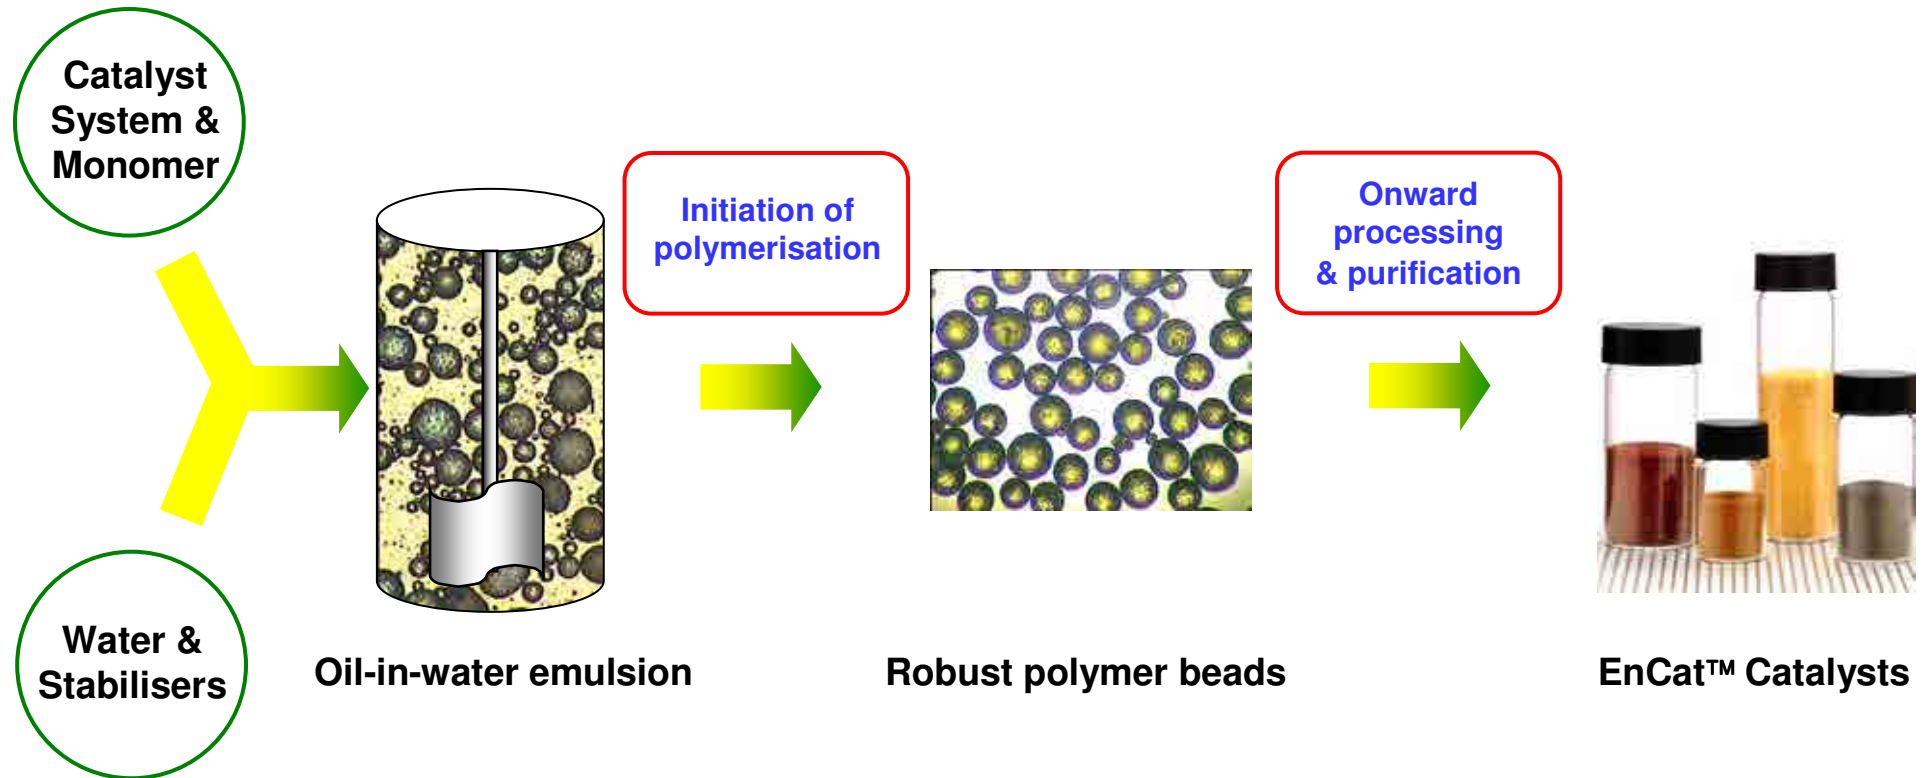 Catalyst
System &
Monomer
Initiation of
polymerisation
Onward
processing
& purification
Water &
Stabilisers
Oil-in-water emulsion
Robust polymer beads
EnCat™ Catalysts